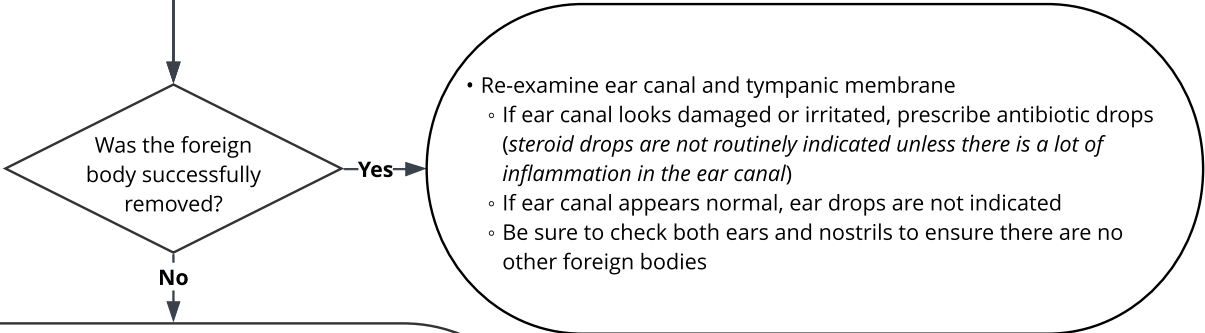 Was the foreign
body successfully
removed?
Yes
No
• Re-examine ear canal and tympanic membrane
◦ If ear canal looks damaged or irritated, prescribe antibiotic drops
(steroid drops are not routinely indicated unless there is a lot of
inflammation in the ear canal)
◦ If ear canal appears normal, ear drops are not indicated
◦ Be sure to check both ears and nostrils to ensure there are no
other foreign bodies